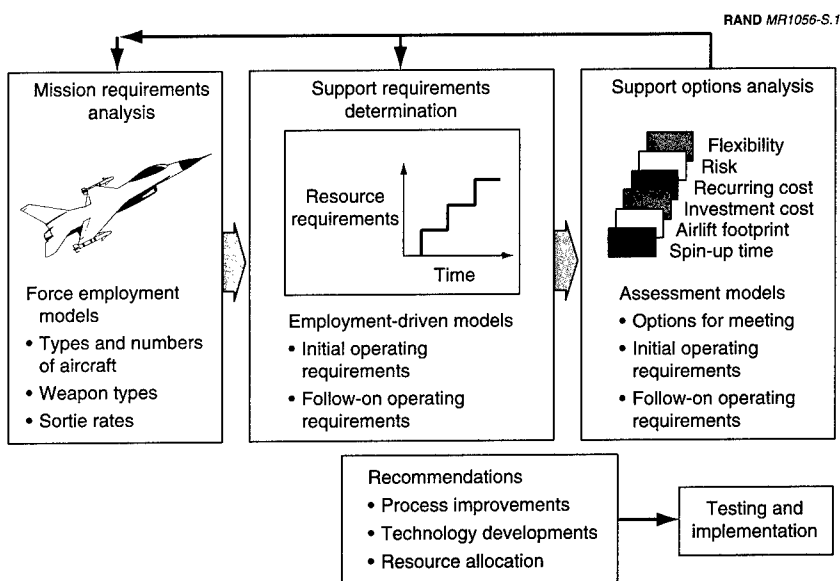 RAND MR1056-S.1
Mission requirements
analysis
Force employment
models
• Types and numbers
of aircraft
• Weapon types
• Sortie rates
Support requirements
determination
Resource
requirements
Time
Employment-driven models
• Initial operating
requirements
• Follow-on operating
requirements
Support options analysis
Flexibility
Risk
Recurring cost
Investment cost
Airlift footprint
Spin-up time
Assessment models
• Options for meeting
• Initial operating
requirements
• Follow-on operating
requirements
Recommendations
• Process improvements
• Technology developments
• Resource allocation
Testing and
implementation